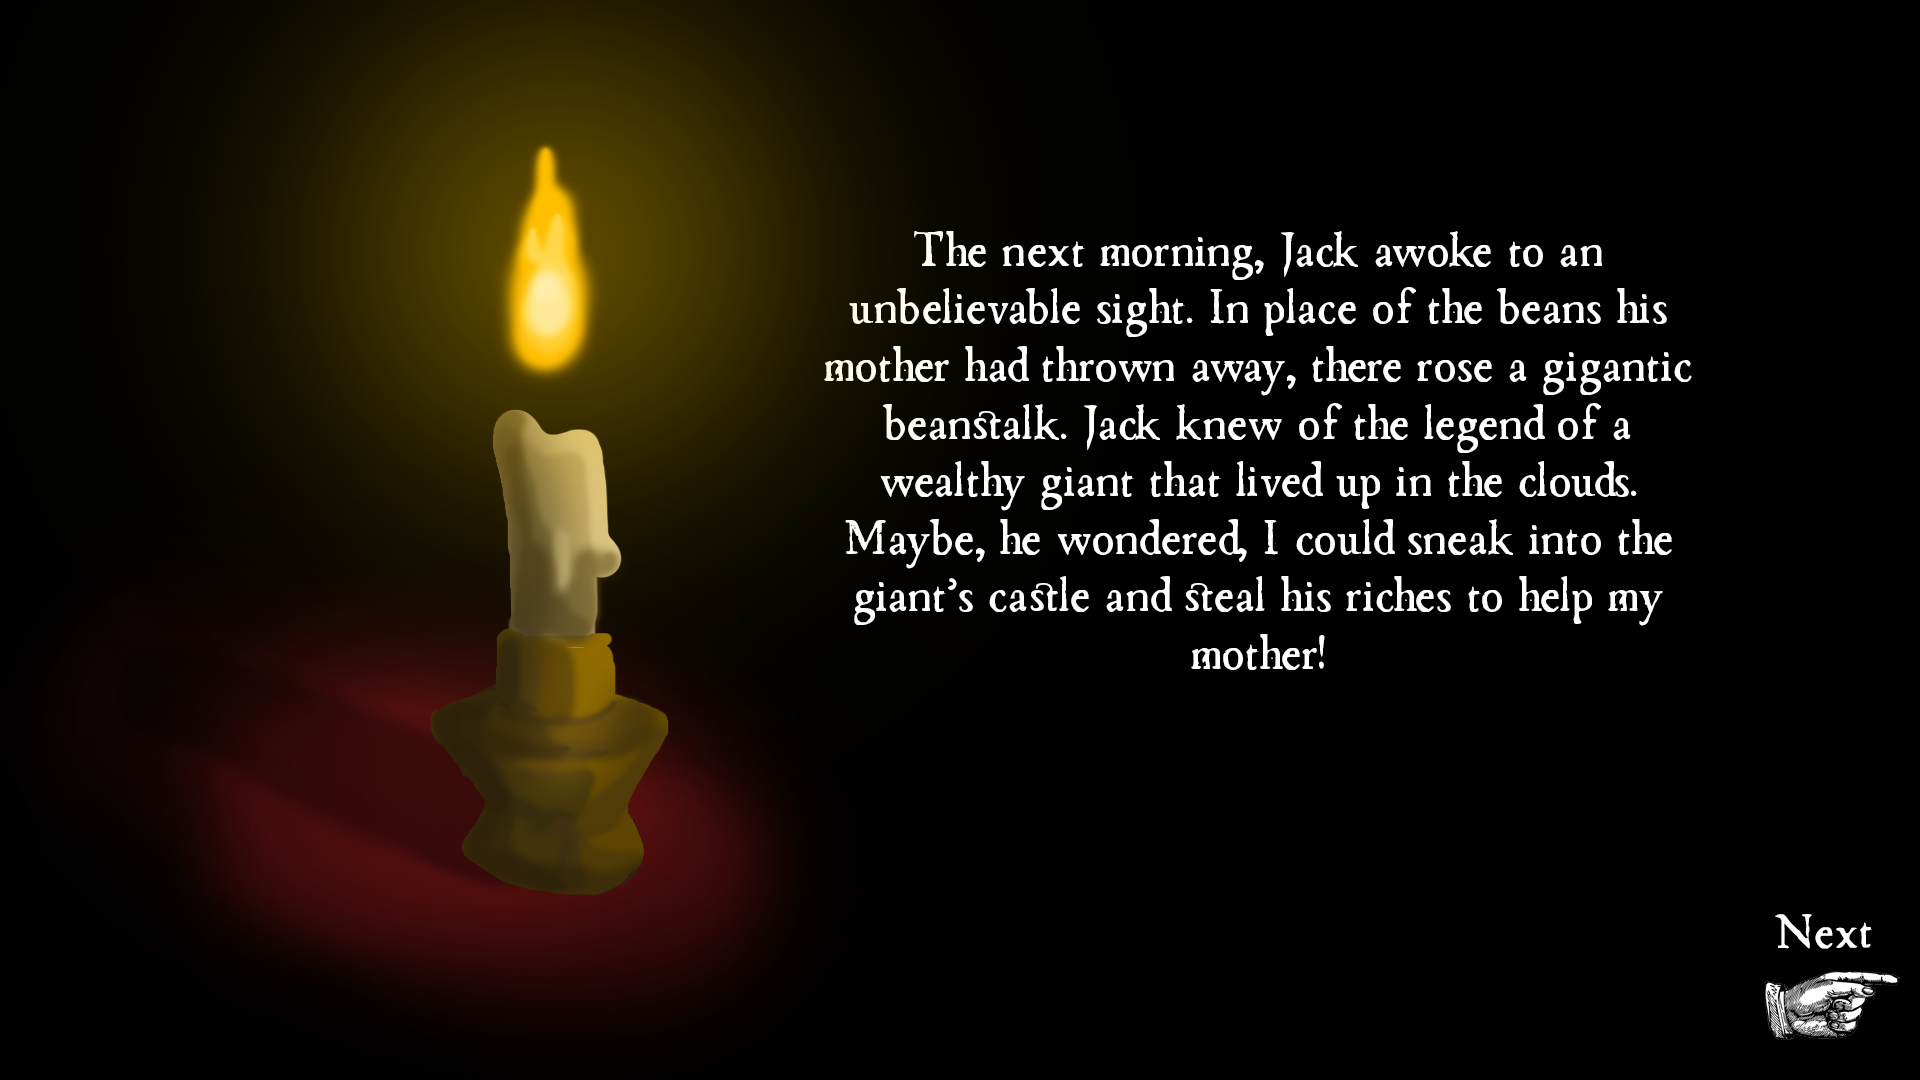 The next morning, Jack awoke to an
unbelievable sight. In place of the beans his
mother had thrown away, there rose a gigantic
beanstalk. Jack knew of the legend of a
wealthy giant that lived up in the clouds.
Maybe, he wondered, I could sneak into the
giant’s castle and steal his riches to help my
mother!
Next